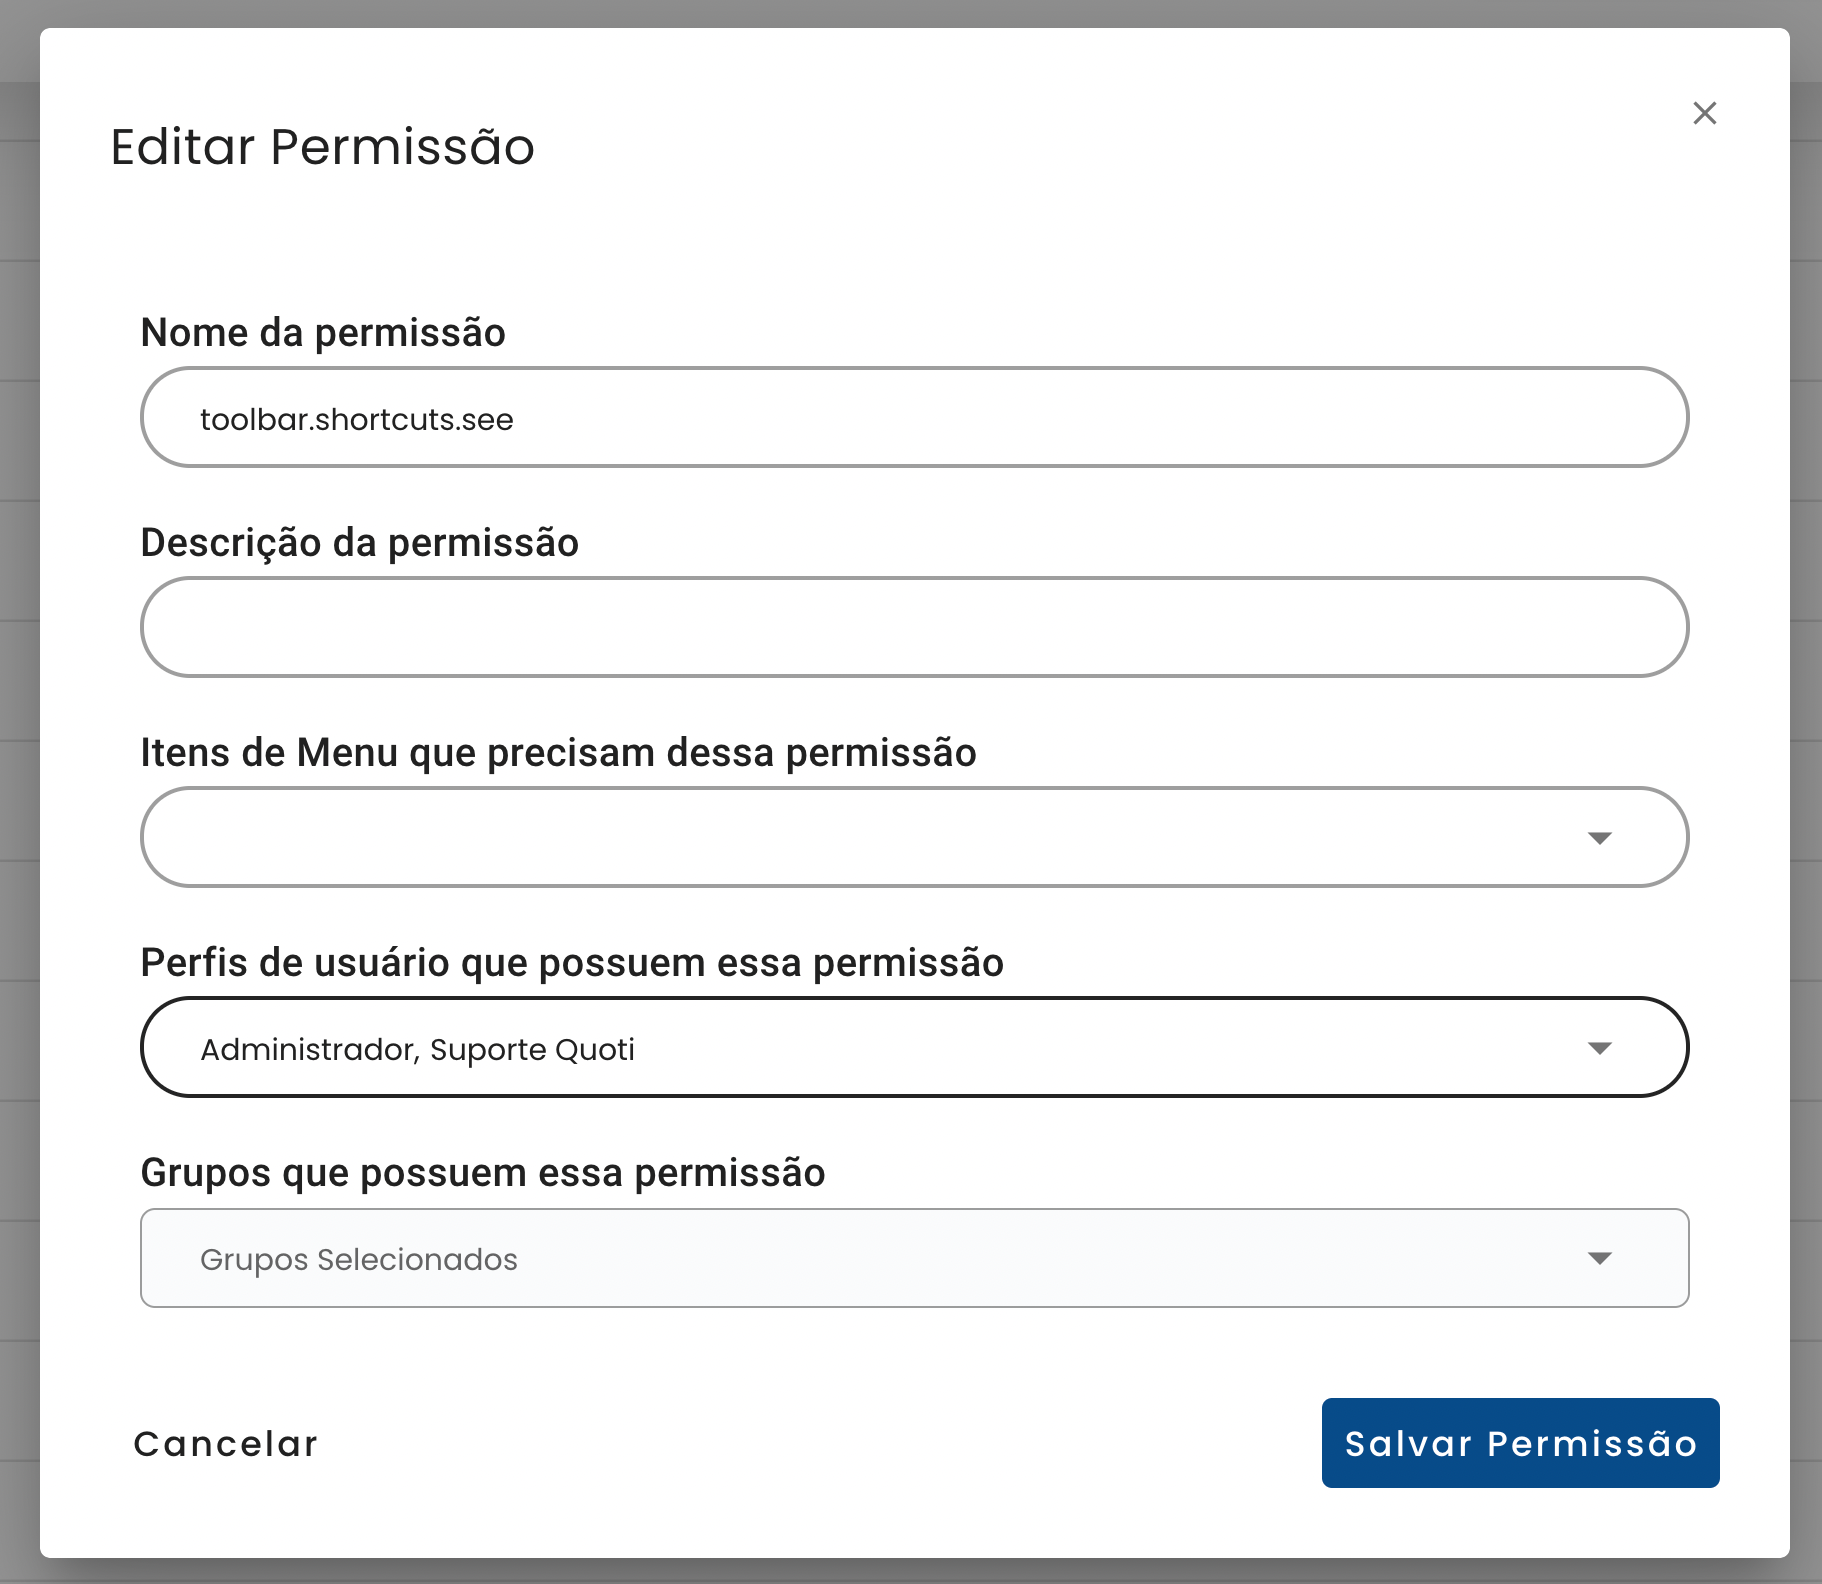 Editar Permissão
Nome da permissão
toolbar.shortcuts.see
Descrição da permissão
Itens de Menu que precisam dessa permissão
Perfis de usuário que possuem essa permissão
Administrador, Suporte Quoti
Grupos que possuem essa permissão
Grupos Selecionados
Cancelar
Salvar Permissão